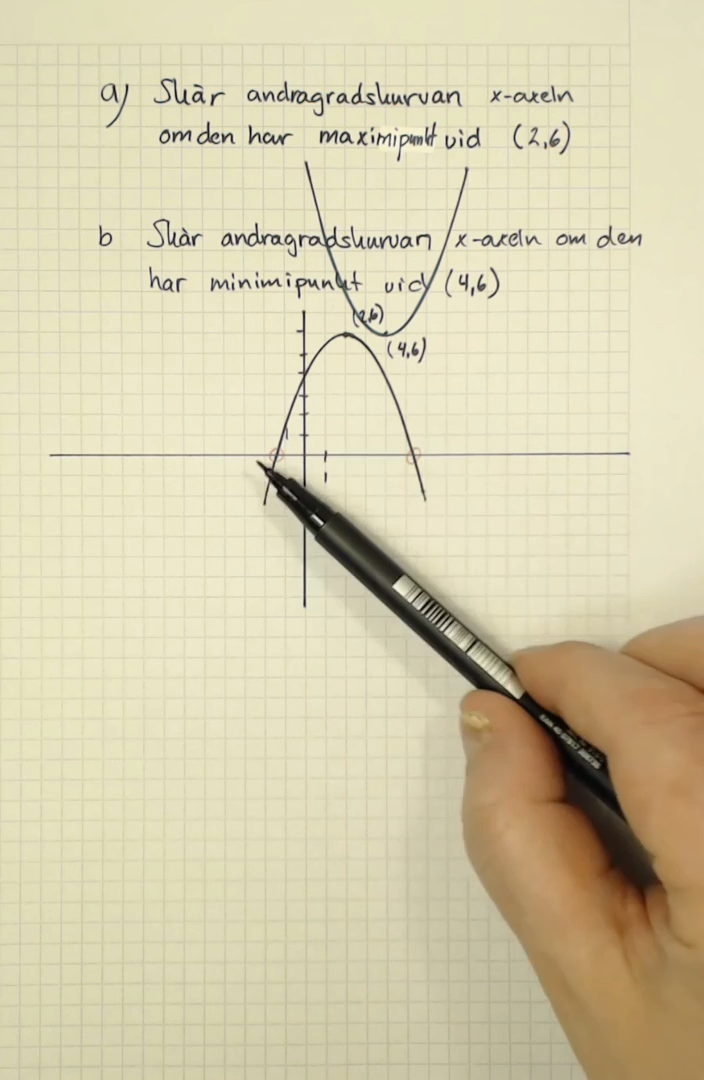 a) Skär andragradskurvan x-axeln
om den har maximipunkt vid (2,6)
b Skär andragradskurvan x-axeln om den
har minimipunkt vid (4,6)
(2,6)
(4,6)